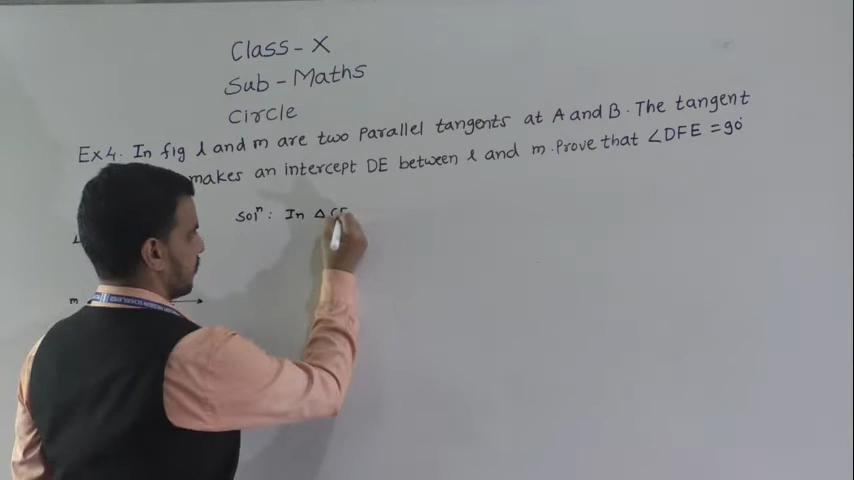 Class - X
Sub - Maths
Circle
Ex 4. In fig l and m are two Parallel tangents at A and B. The tangent
makes an intercept DE between l and m. Prove that ∠DFE = 90°
Solⁿ: In △ CF
l
m